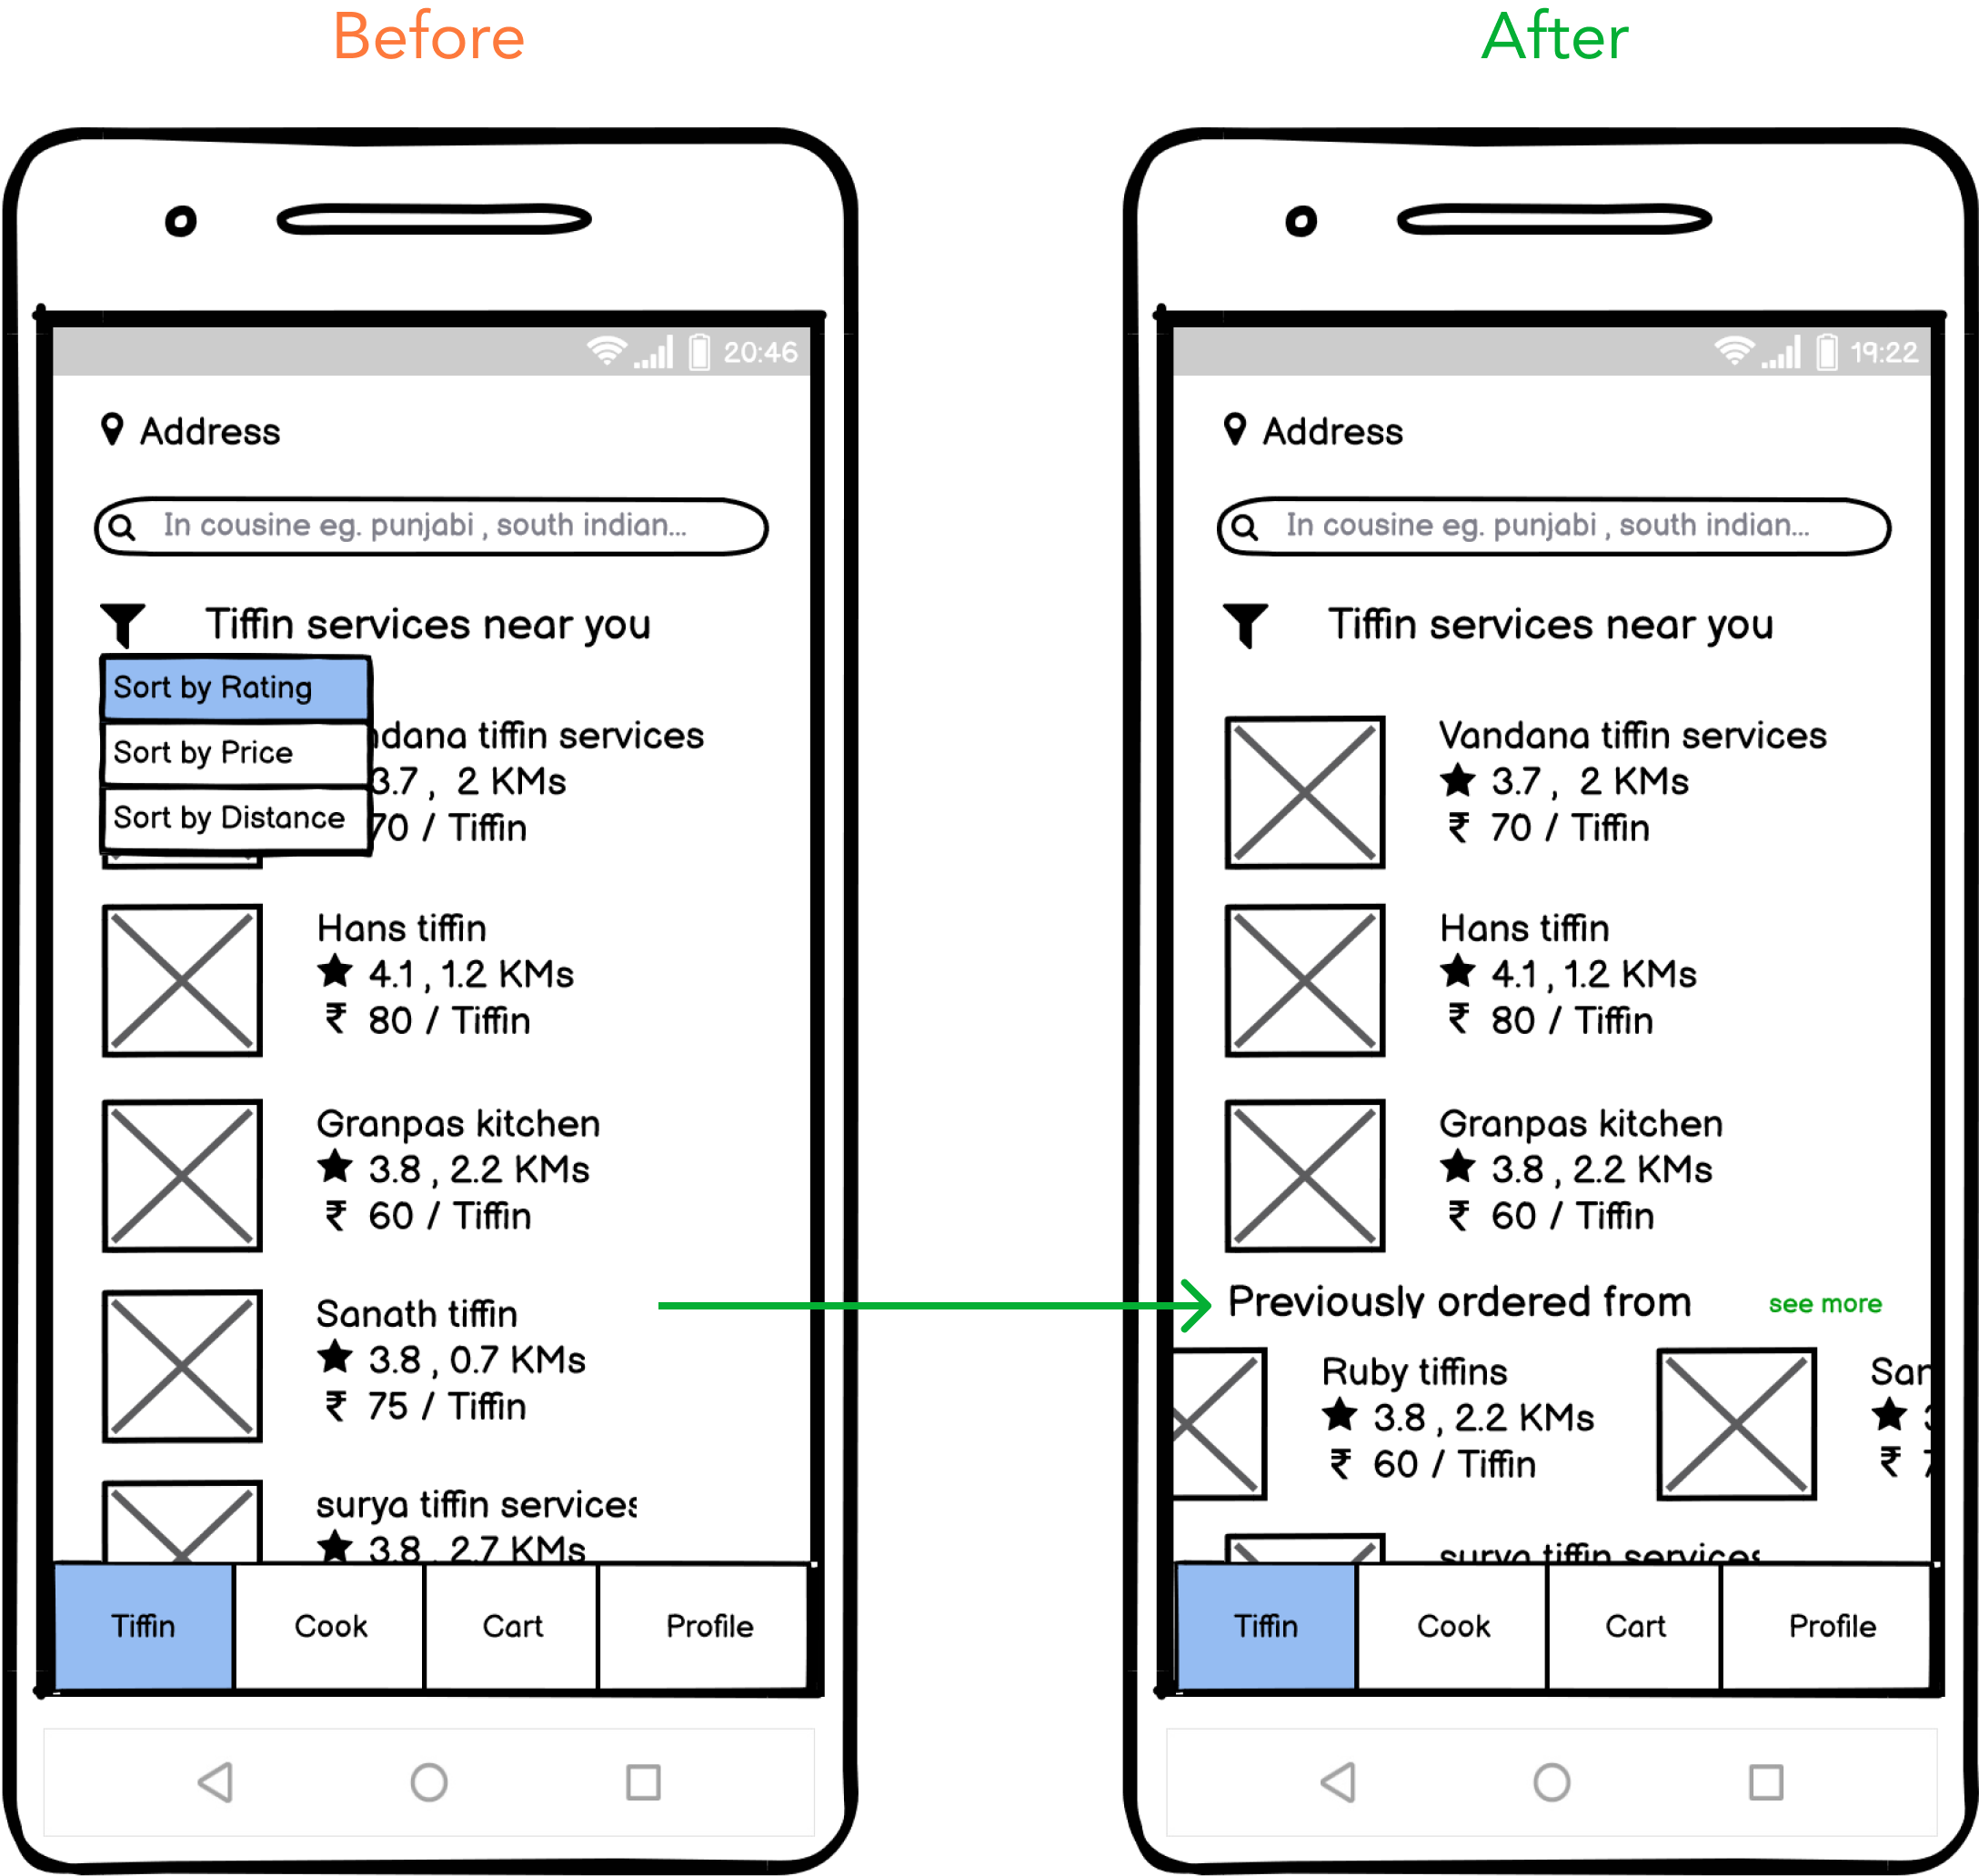 Before
20:46
Address
In cousine eg. punjabi , south indian...
Tiffin services near you
Sort by Rating
Sort by Price
Sort by Distance
ndana tiffin services
3.7 , 2 KMs
70 / Tiffin
Hans tiffin
4.1 , 1.2 KMs
₹ 80 / Tiffin
Granpas kitchen
3.8 , 2.2 KMs
₹ 60 / Tiffin
Sanath tiffin
3.8 , 0.7 KMs
₹ 75 / Tiffin
surya tiffin services
3.8 , 2.7 KMs
Tiffin
Cook
Cart
Profile
After
19:22
Address
In cousine eg. punjabi , south indian...
Tiffin services near you
Vandana tiffin services
3.7 , 2 KMs
₹ 70 / Tiffin
Hans tiffin
4.1 , 1.2 KMs
₹ 80 / Tiffin
Granpas kitchen
3.8 , 2.2 KMs
₹ 60 / Tiffin
Previously ordered from
see more
Ruby tiffins
3.8 , 2.2 KMs
₹ 60 / Tiffin
San
₹
surya tiffin services
Tiffin
Cook
Cart
Profile